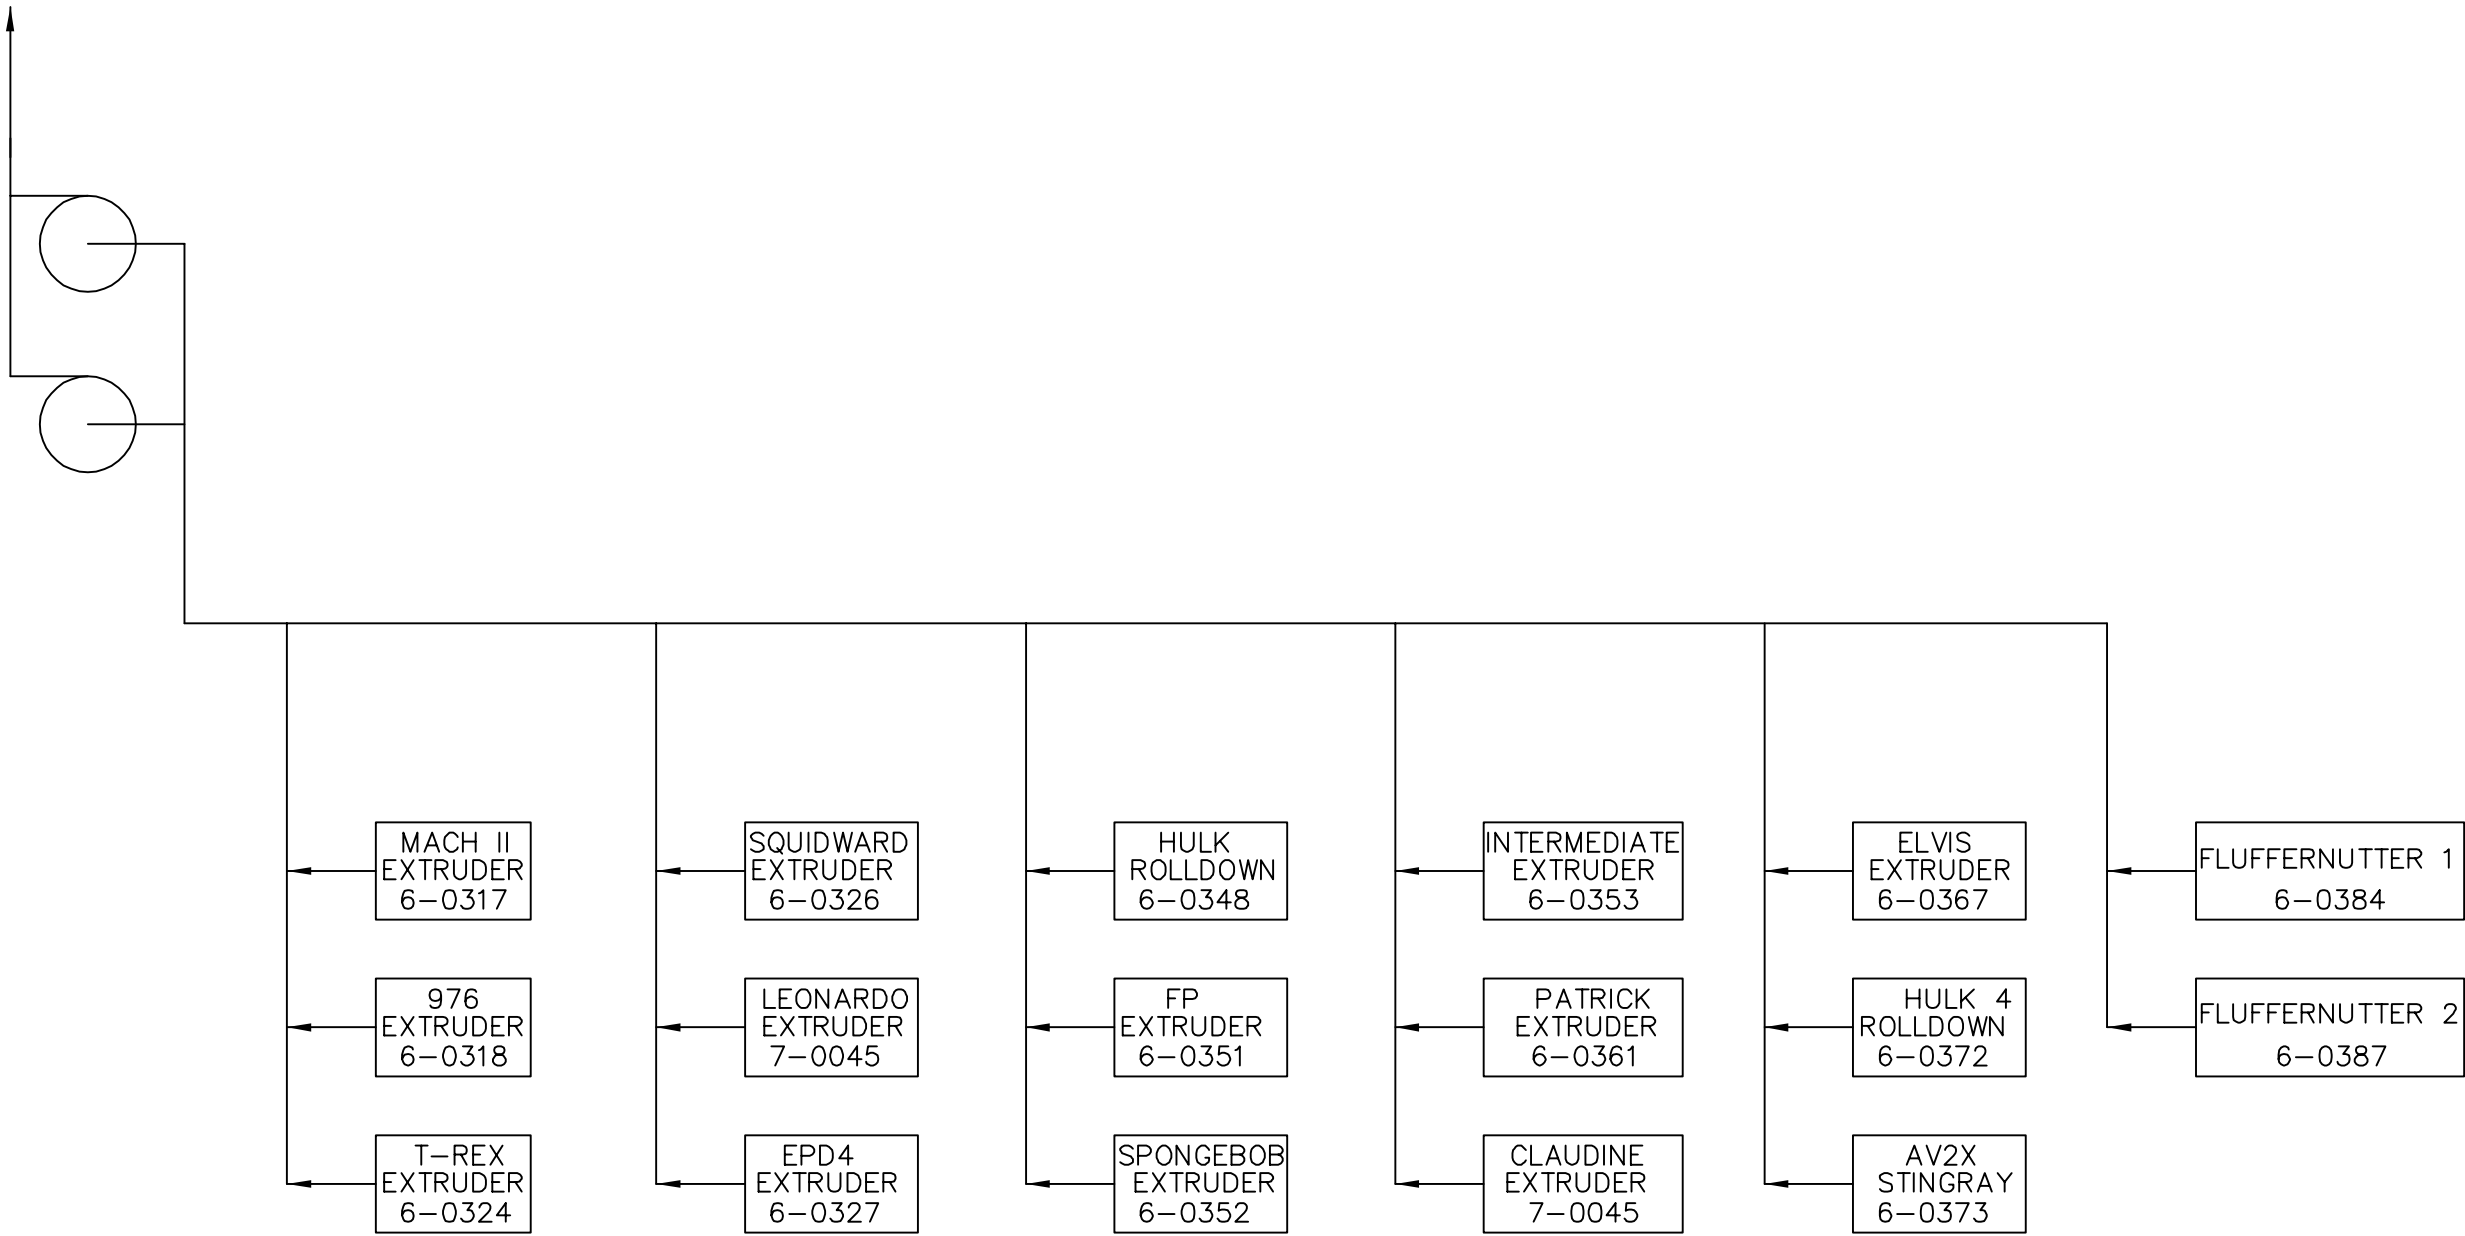 MACH II
EXTRUDER
6-0317
976
EXTRUDER
6-0318
T-REX
EXTRUDER
6-0324
SQUIDWARD
EXTRUDER
6-0326
LEONARDO
EXTRUDER
7-0045
EPD4
EXTRUDER
6-0327
HULK
ROLLDOWN
6-0348
FP
EXTRUDER
6-0351
SPONGEBOB
EXTRUDER
6-0352
INTERMEDIATE
EXTRUDER
6-0353
PATRICK
EXTRUDER
6-0361
CLAUDINE
EXTRUDER
7-0045
ELVIS
EXTRUDER
6-0367
HULK 4
ROLLDOWN
6-0372
AV2X
STINGRAY
6-0373
FLUFFERNUTTER 1
6-0384
FLUFFERNUTTER 2
6-0387